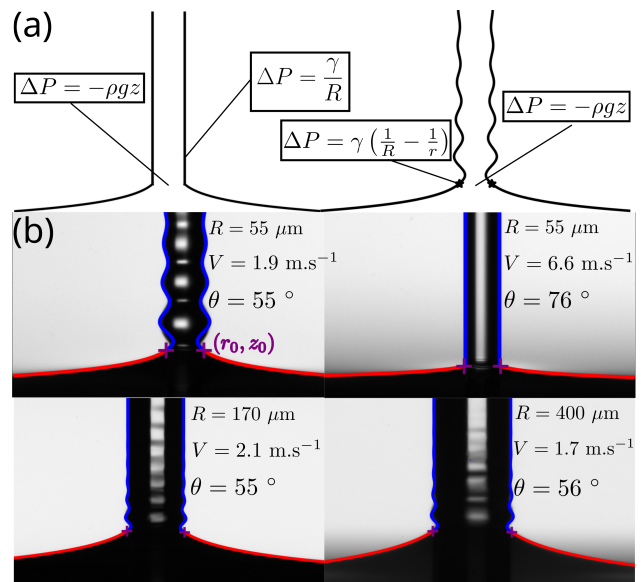 (a)
ΔP = −ρgz
ΔP = γ/R
ΔP = γ (1/R − 1/r)
ΔP = −ρgz
(b)
R = 55 μm
V = 1.9 m.s⁻¹
θ = 55 °
(r₀, z₀)
R = 55 μm
V = 6.6 m.s⁻¹
θ = 76 °
R = 170 μm
V = 2.1 m.s⁻¹
θ = 55 °
R = 400 μm
V = 1.7 m.s⁻¹
θ = 56 °